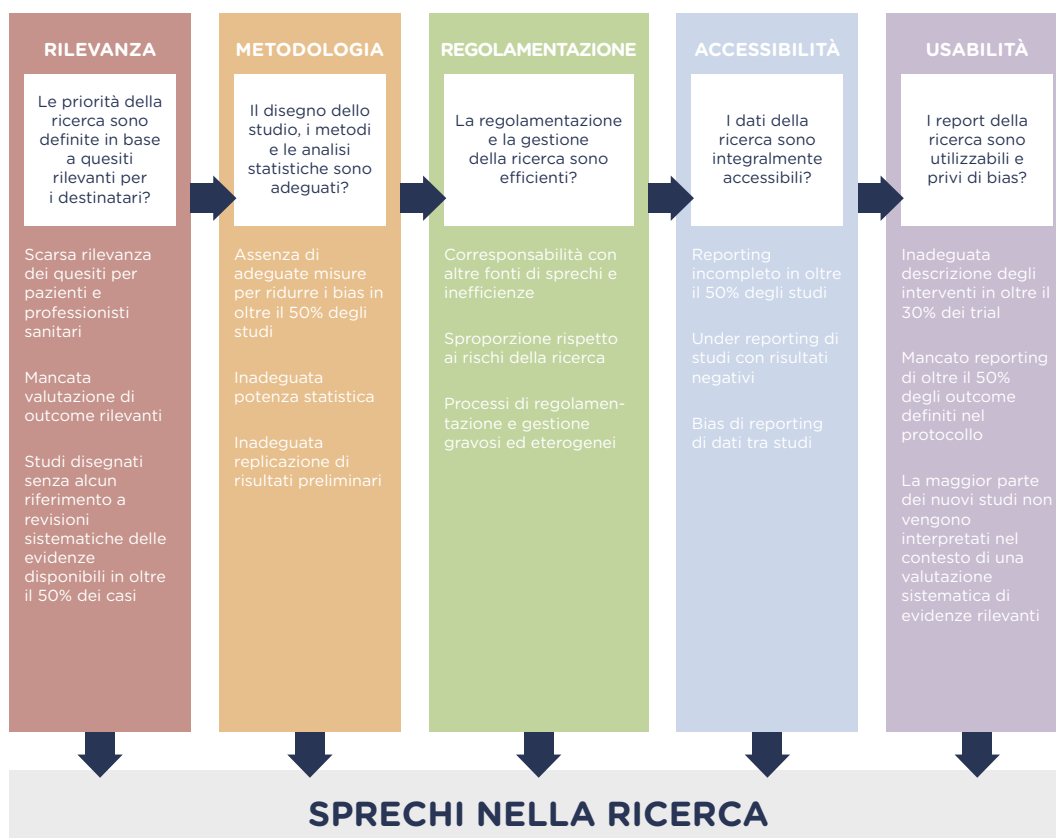 RILEVANZA
Le priorità della
ricerca sono
definite in base
a quesiti
rilevanti per
i destinatari?
Scarsa rilevanza
dei quesiti per
pazienti e
professionisti
sanitari
Mancata
valutazione di
outcome rilevanti
Studi disegnati
senza alcun
riferimento a
revisioni
sistematiche delle
evidenze
disponibili in oltre
il 50% dei casi
METODOLOGIA
Il disegno dello
studio, i metodi
e le analisi
statistiche sono
adeguati?
Assenza di
adeguate misure
per ridurre i bias in
oltre il 50% degli
studi
Inadeguata
potenza statistica
Inadeguata
replicazione di
risultati preliminari
REGOLAMENTAZIONE
La regolamentazione
e la gestione
della ricerca sono
efficienti?
Corresponsabilità con
altre fonti di sprechi e
inefficienze
Sproporzione rispetto
ai rischi della ricerca
Processi di regolamen-
tazione e gestione
gravosi ed eterogenei
ACCESSIBILITÀ
I dati della
ricerca sono
integralmente
accessibili?
Reporting
incompleto in oltre
il 50% degli studi
Under reporting di
studi con risultati
negativi
Bias di reporting
di dati tra studi
USABILITÀ
I report della
ricerca sono
utilizzabili e
privi di bias?
Inadeguata
descrizione degli
interventi in oltre il
30% dei trial
Mancato reporting
di oltre il 50%
degli outcome
definiti nel
protocollo
La maggior parte
dei nuovi studi non
vengono
interpretati nel
contesto di una
valutazione
sistematica di
evidenze rilevanti
SPRECHI NELLA RICERCA